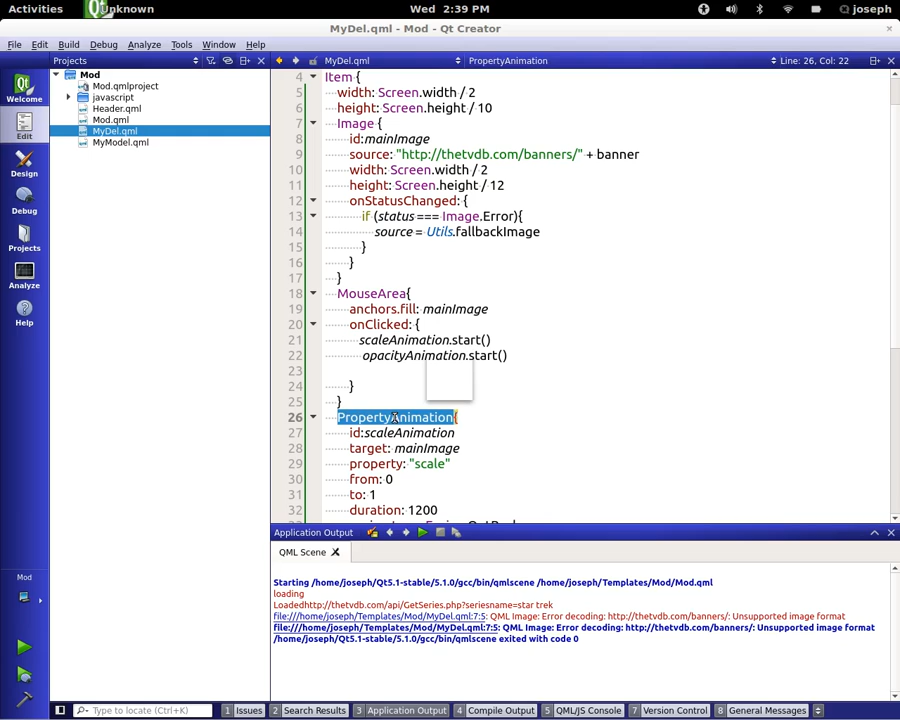 Activities
Unknown
Wed 2:39 PM
joseph
MyDel.qml - Mod - Qt Creator
File Edit Build Debug Analyze Tools Window Help
Projects
MyDel.qml
PropertyAnimation
Line: 26, Col: 22
Welcome
Edit
Design
Debug
Projects
Analyze
Help
Mod
Mod
Mod.qmlproject
javascript
Header.qml
Mod.qml
MyDel.qml
MyModel.qml
4 Item {
5 width: Screen.width / 2
6 height: Screen.height / 10
7 Image {
8 id:mainImage
9 source: "http://thetvdb.com/banners/" + banner
10 width: Screen.width / 2
11 height: Screen.height / 12
12 onStatusChanged: {
13 if (status === Image.Error){
14 source = Utils.fallbackImage
15 }
16 }
17 }
18 MouseArea{
19 anchors.fill: mainImage
20 onClicked: {
21 scaleAnimation.start()
22 opacityAnimation.start()
23
24 }
25 }
26 PropertyAnimation{
27 id:scaleAnimation
28 target: mainImage
29 property: "scale"
30 from: 0
31 to: 1
32 duration: 1200
Application Output
QML Scene
Starting /home/joseph/Qt5.1-stable/5.1.0/gcc/bin/qmlscene /home/joseph/Templates/Mod/Mod.qml
loading
Loadedhttp://thetvdb.com/api/GetSeries.php?seriesname=star trek
file:///home/joseph/Templates/Mod/MyDel.qml:7:5: QML Image: Error decoding: http://thetvdb.com/banners/: Unsupported image format
file:///home/joseph/Templates/Mod/MyDel.qml:7:5: QML Image: Error decoding: http://thetvdb.com/banners/: Unsupported image format
/home/joseph/Qt5.1-stable/5.1.0/gcc/bin/qmlscene exited with code 0
Type to locate (Ctrl+K)
1 Issues
2 Search Results
3 Application Output
4 Compile Output
5 QML/JS Console
7 Version Control
8 General Messages